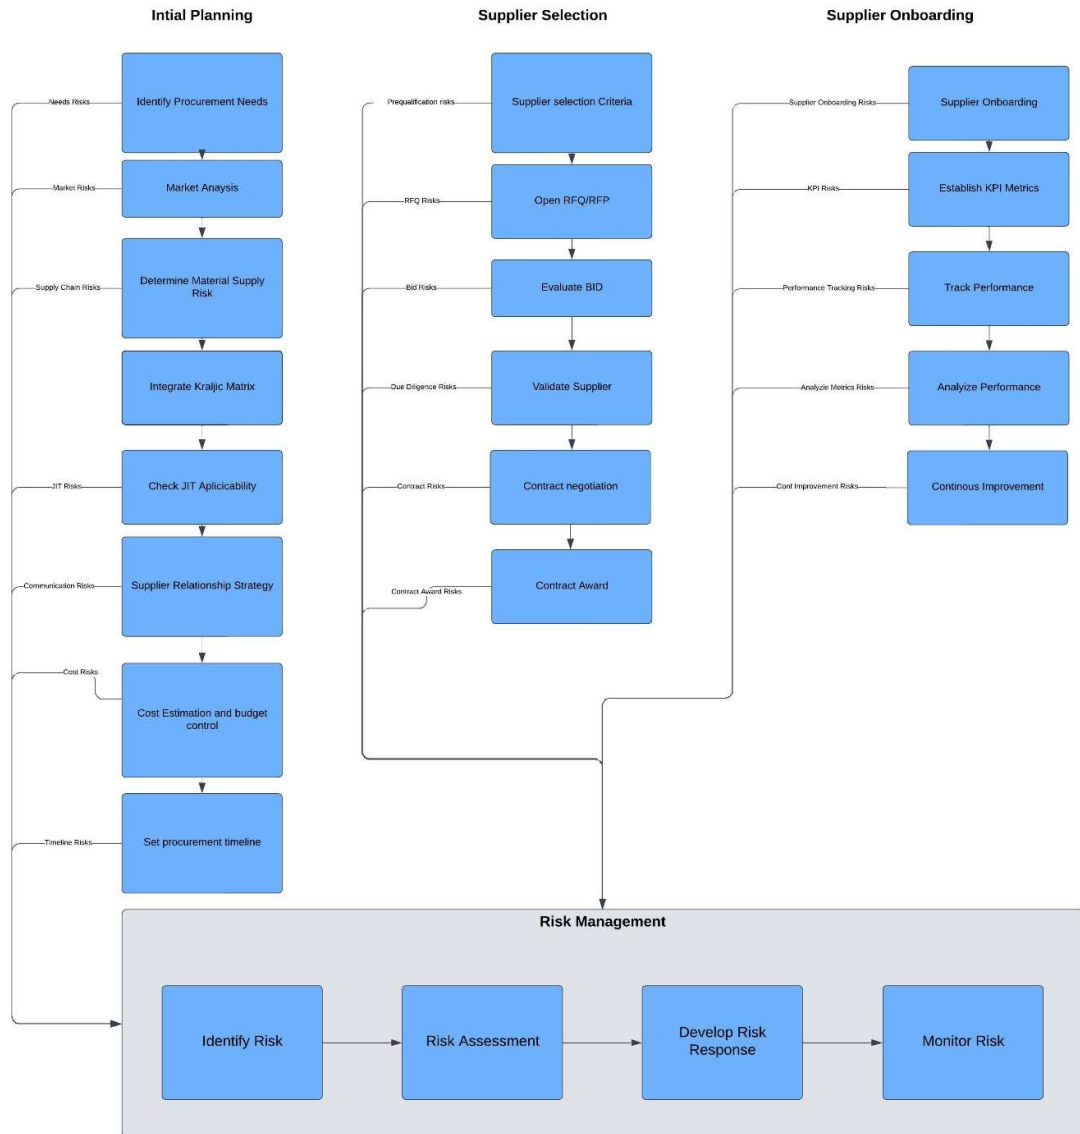 Intial Planning
Supplier Selection
Supplier Onboarding
Needs Risks
Identify Procurement Needs
Market Risks
Market Anaysis
Supply Chain Risks
Determine Material Supply
Risk
Integrate Kraljic Matrix
JIT Risks
Check JIT Aplicicability
Communication Risks
Supplier Relationship Strategy
Cost Risks
Cost Estimation and budget
control
Timeline Risks
Set procurement timeline
Prequalification risks
Supplier selection Criteria
RFQ Risks
Open RFQ/RFP
Bid Risks
Evaluate BID
Due Diligence Risks
Validate Supplier
Contract Risks
Contract negotiation
Contract Award Risks
Contract Award
Supplier Onboarding Risks
Supplier Onboarding
KPI Risks
Establish KPI Metrics
Performance Tracking Risks
Track Performance
Analyzie Metrics Risks
Analyize Performance
Cont Improvement Risks
Continous Improvement
Risk Management
Identify Risk
Risk Assessment
Develop Risk
Response
Monitor Risk